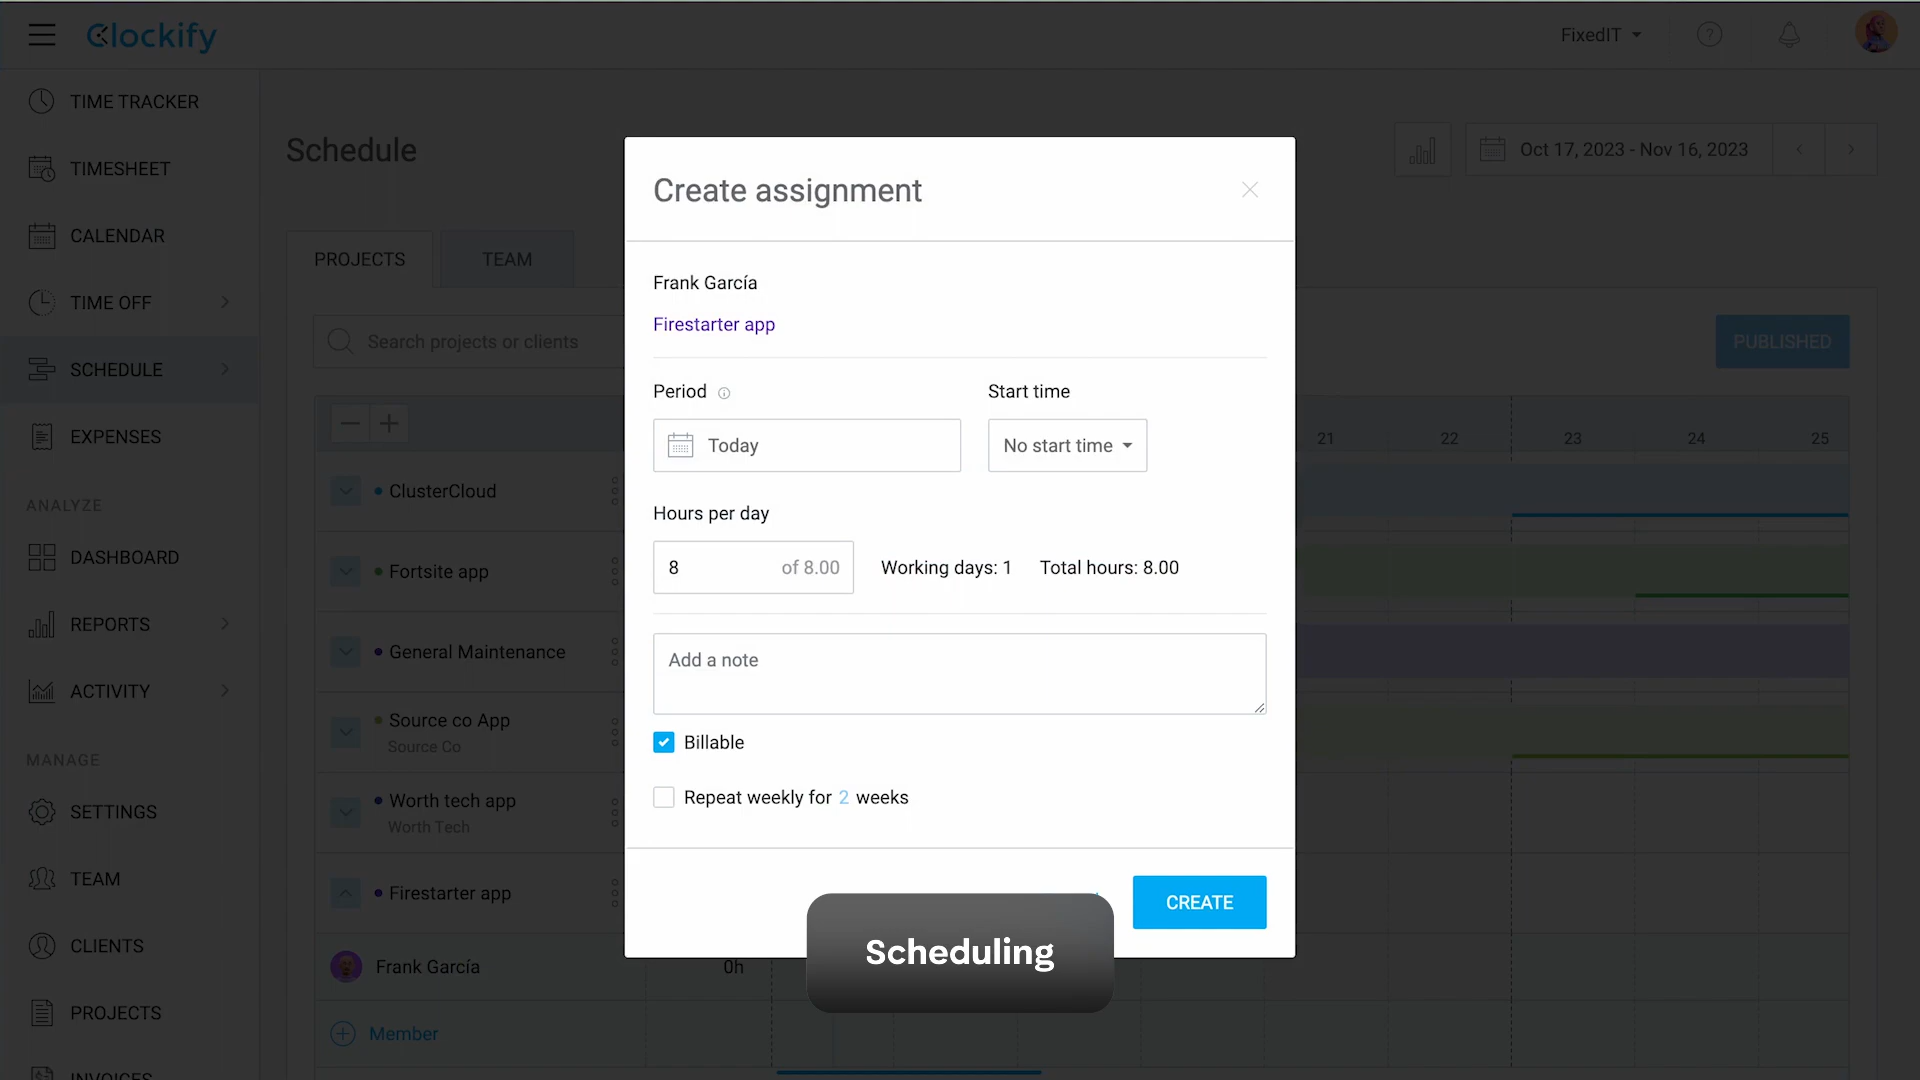 Clockify
FixedIT
TIME TRACKER
TIMESHEET
CALENDAR
TIME OFF
SCHEDULE
EXPENSES
ANALYZE
DASHBOARD
REPORTS
ACTIVITY
MANAGE
SETTINGS
TEAM
CLIENTS
PROJECTS
INVOICES
Schedule
Oct 17, 2023 - Nov 16, 2023
PROJECTS
TEAM
Search projects or clients
PUBLISHED
21 22 23 24 25
ClusterCloud
Fortsite app
General Maintenance
Source co App
Source Co
Worth tech app
Worth Tech
Firestarter app
Frank García 0h
Member
Create assignment
Frank García
Firestarter app
Period Start time
Today No start time
Hours per day
8 of 8.00 Working days: 1 Total hours: 8.00
Add a note
Billable
Repeat weekly for 2 weeks
CREATE
Scheduling